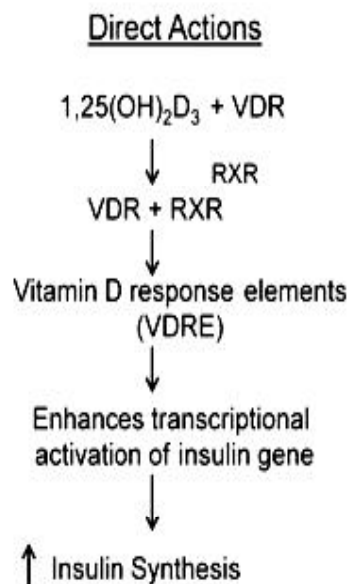 Direct Actions
1,25(OH)₂D₃ + VDR
RXR
VDR + RXR
Vitamin D response elements
(VDRE)
Enhances transcriptional
activation of insulin gene
↑ Insulin Synthesis